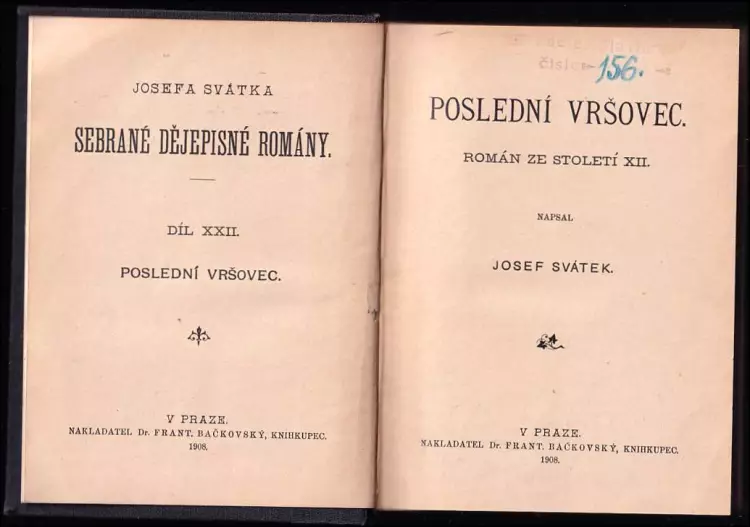 JOSEFA SVÁTKA
SEBRANÉ DĚJEPISNÉ ROMÁNY.
DÍL XXII.
POSLEDNÍ VRŠOVEC.
V PRAZE.
NAKLADATEL Dr. FRANT. BAČKOVSKÝ, KNIHKUPEC.
1908.
číslo
156.
POSLEDNÍ VRŠOVEC.
ROMÁN ZE STOLETÍ XII.
NAPSAL
JOSEF SVÁTEK.
V PRAZE.
NAKLADATEL Dr. FRANT. BAČKOVSKÝ, KNIHKUPEC.
1908.